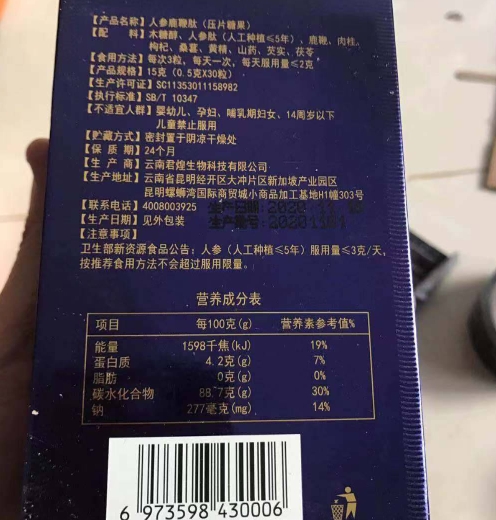 【产品名称】人参鹿鞭肽（压片糖果）
【配　　料】木糖醇、人参肽（人工种植≤5年）、鹿鞭、肉桂、
枸杞、桑葚、黄精、山药、芡实、茯苓
【食用方法】每次3粒，每天一次，每天服用量≤2克
【产品规格】15克（0.5克X30粒）
【生产许可证】SC11353011158982
【执行标准】SB/T 10347
【不适宜人群】婴幼儿、孕妇、哺乳期妇女、14周岁以下
儿童禁止服用
【贮藏方式】密封置于阴凉干燥处
【保 质 期】24个月
【生 产 商】云南君煌生物科技有限公司
【生产地址】云南省昆明经开区大冲片区新加坡产业园区
昆明螺蛳湾国际商贸城小商品加工基地H1幢303号
【联系电话】4008003925
【生产日期】见外包装
【注意事项】
卫生部新资源食品公告：人参（人工种植≤5年）服用量≤3克/天，
按推荐食用方法不会超过服用限量。
营养成分表
项目 每100克(g) 营养素参考值%
能量 1598千焦(kJ) 19%
蛋白质 4.2克(g) 7%
脂肪 0克(g) 0%
碳水化合物 88.7克(g) 30%
钠 277毫克(mg) 14%
6 973598 430006